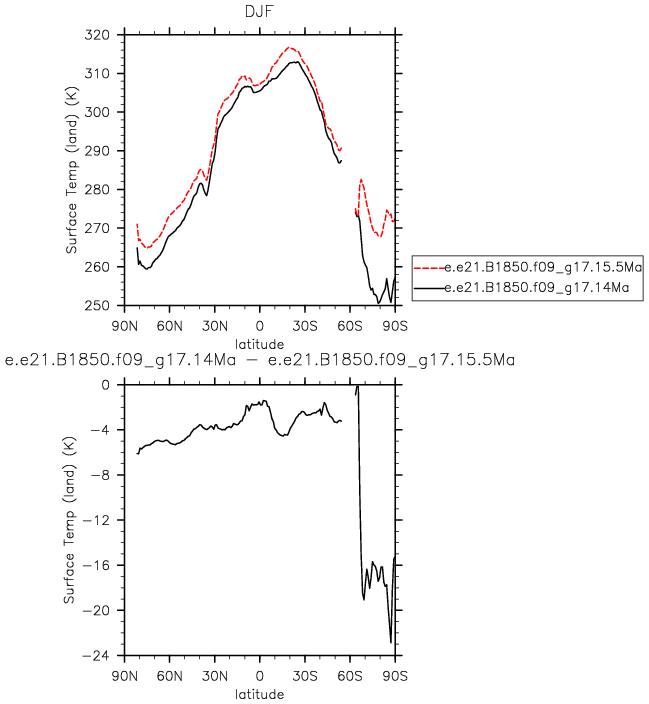 DJF
320
310
300
290
280
270
260
250
Surface Temp (land) (K)
90N 60N 30N 0 30S 60S 90S
latitude
e.e21.B1850.f09_g17.15.5Ma
e.e21.B1850.f09_g17.14Ma
e.e21.B1850.f09_g17.14Ma - e.e21.B1850.f09_g17.15.5Ma
0
-4
-8
-12
-16
-20
-24
Surface Temp (land) (K)
90N 60N 30N 0 30S 60S 90S
latitude